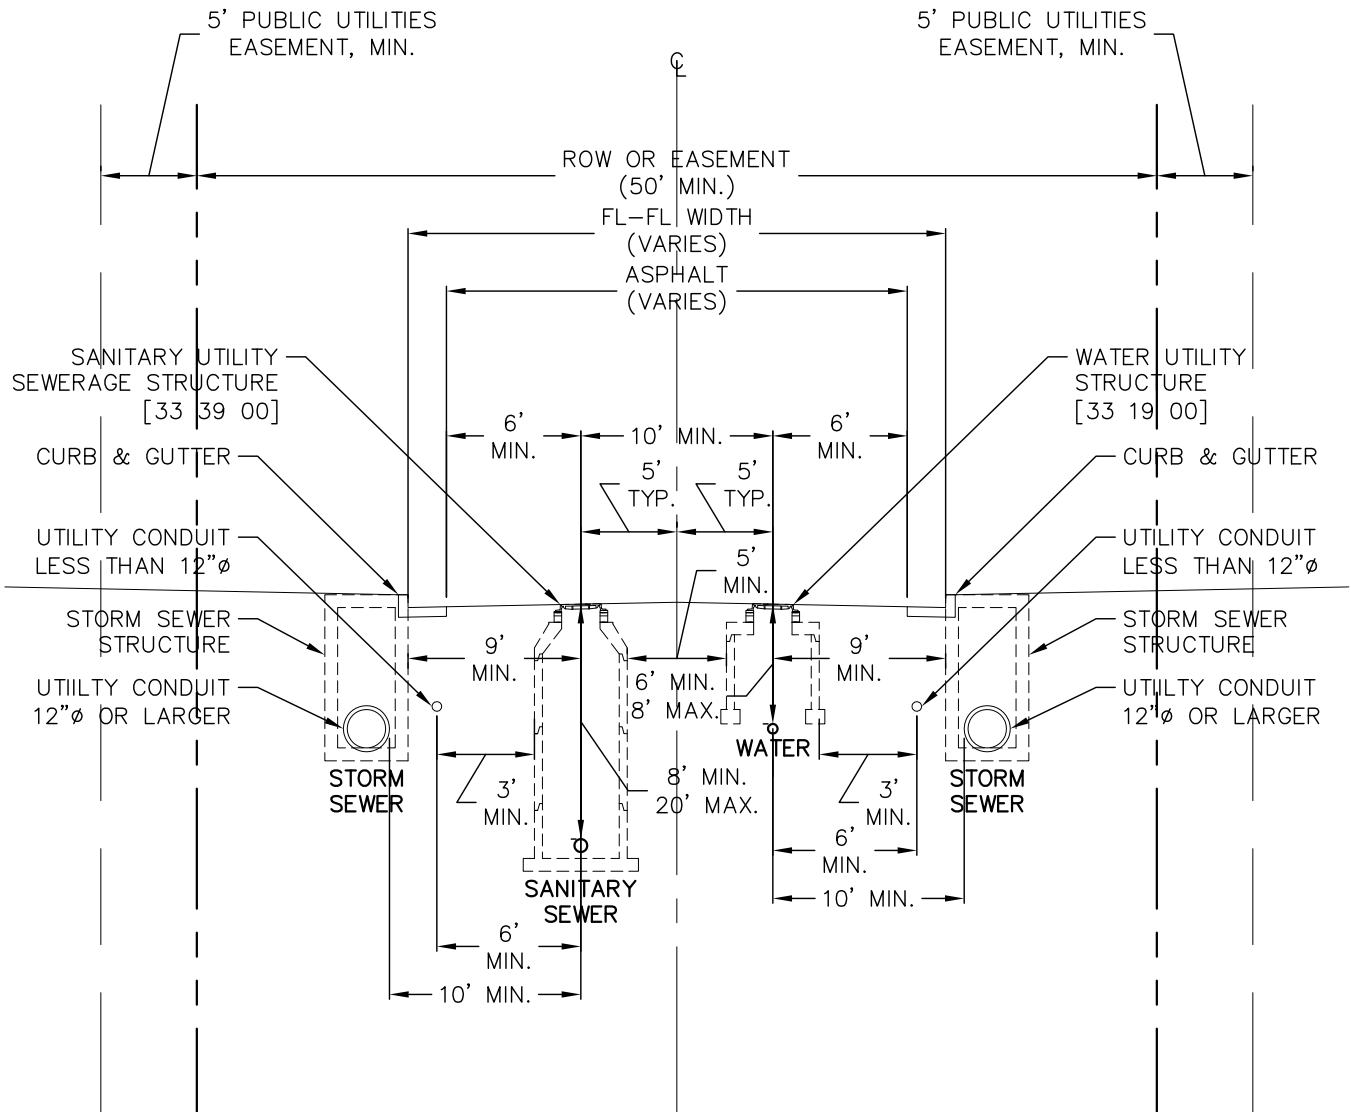 5' PUBLIC UTILITIES
EASEMENT, MIN.
5' PUBLIC UTILITIES
EASEMENT, MIN.
℄
ROW OR EASEMENT
(50' MIN.)
FL-FL WIDTH
(VARIES)
ASPHALT
(VARIES)
SANITARY UTILITY
SEWERAGE STRUCTURE
[33 39 00]
WATER UTILITY
STRUCTURE
[33 19 00]
6'
MIN.
10' MIN.
6'
MIN.
CURB & GUTTER
CURB & GUTTER
5'
TYP.
5'
TYP.
UTILITY CONDUIT
LESS THAN 12"ø
UTILITY CONDUIT
LESS THAN 12"ø
5'
MIN.
STORM SEWER
STRUCTURE
STORM SEWER
STRUCTURE
9'
MIN.
9'
MIN.
6' MIN.
8' MAX.
UTIILTY CONDUIT
12"ø OR LARGER
UTILTY CONDUIT
12"ø OR LARGER
WATER
STORM
SEWER
STORM
SEWER
3'
MIN.
8' MIN.
20' MAX.
3'
MIN.
6'
MIN.
SANITARY
SEWER
10' MIN.
6'
MIN.
10' MIN.